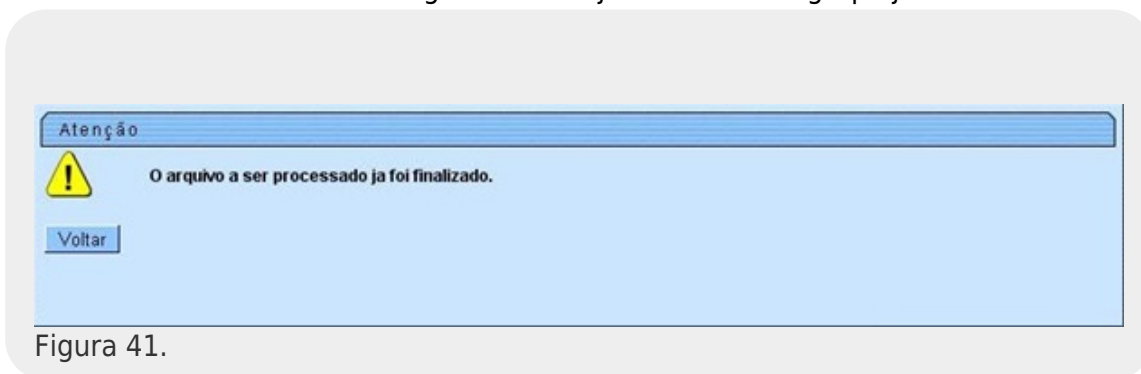 Atenção
O arquivo a ser processado ja foi finalizado.
Voltar
Figura 41.